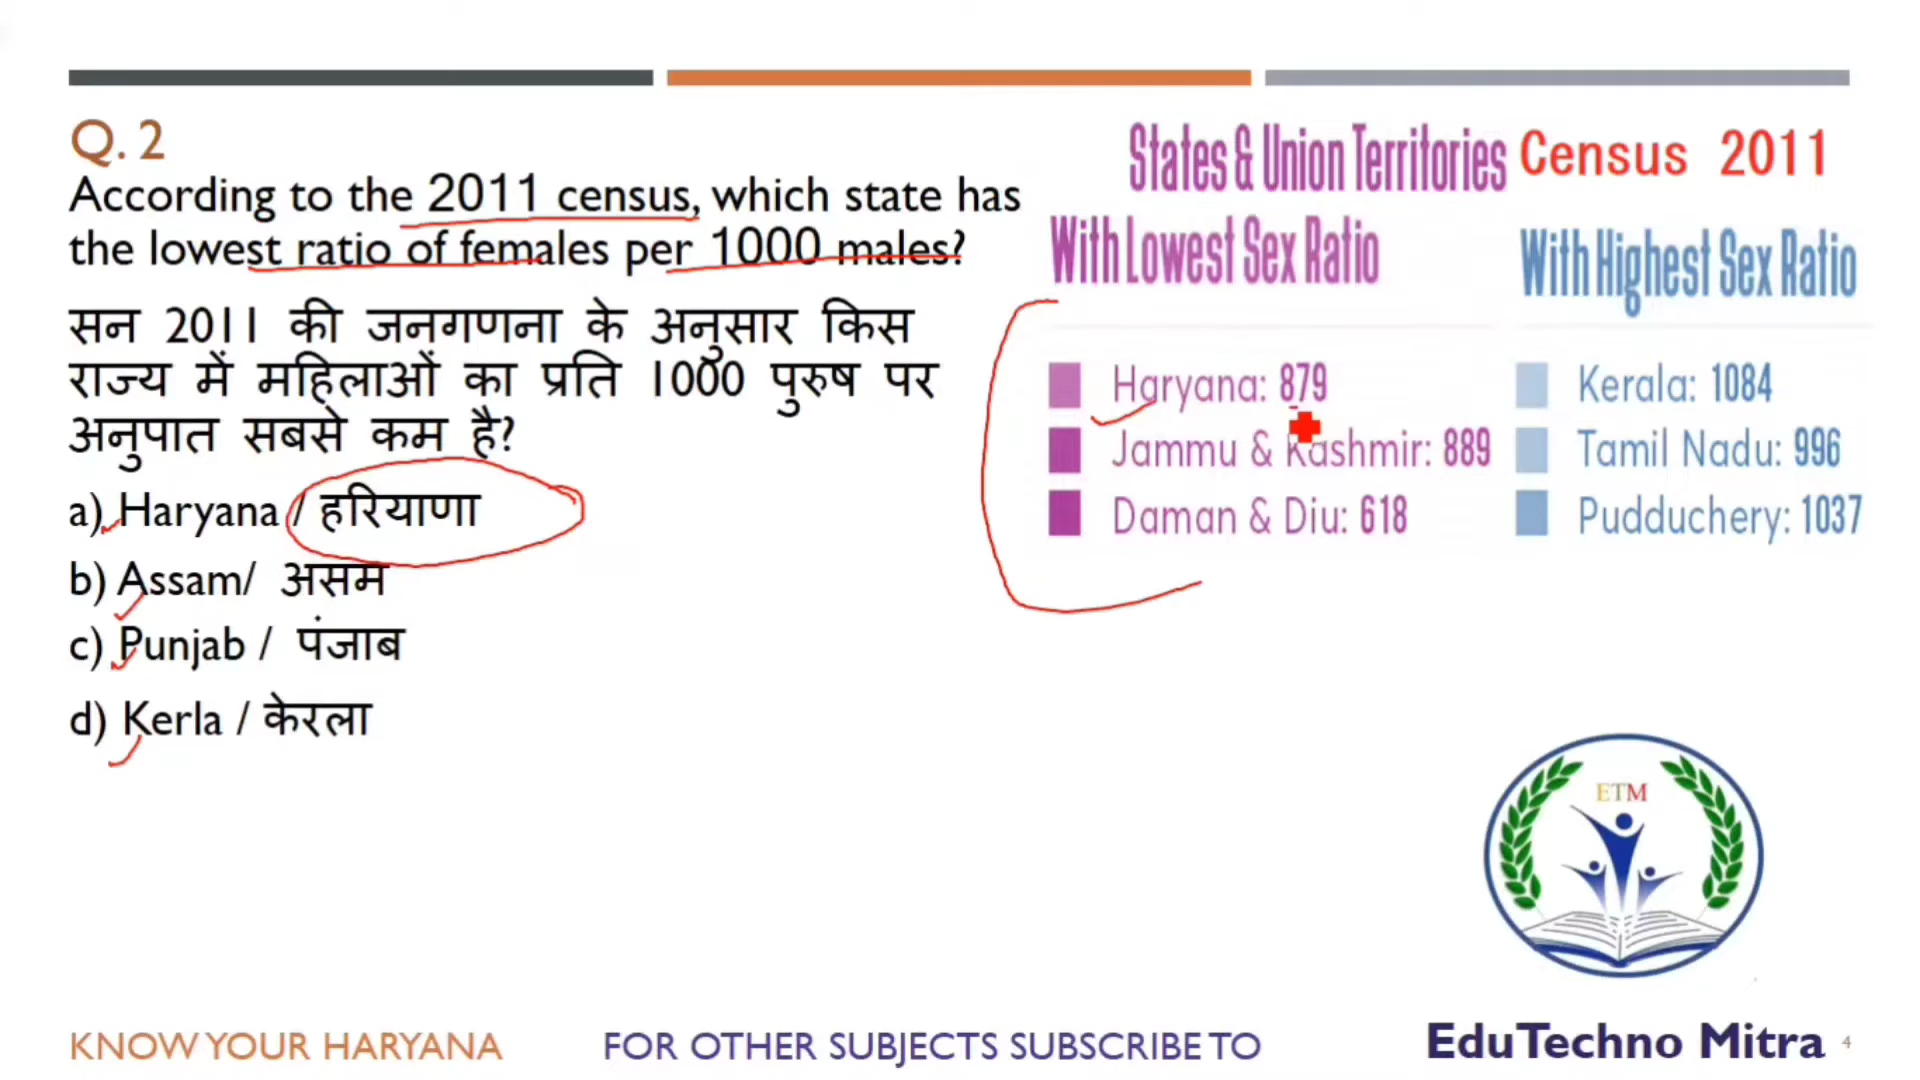 Q. 2
According to the 2011 census, which state has
the lowest ratio of females per 1000 males?
सन 2011 की जनगणना के अनुसार किस
राज्य में महिलाओं का प्रति 1000 पुरुष पर
अनुपात सबसे कम है?
a) Haryana / हरियाणा
b) Assam/ असम
c) Punjab / पंजाब
d) Kerla / केरला
States & Union Territories Census 2011
With Lowest Sex Ratio
Haryana: 879
Jammu & Kashmir: 889
Daman & Diu: 618
With Highest Sex Ratio
Kerala: 1084
Tamil Nadu: 996
Pudduchery: 1037
ETM
KNOW YOUR HARYANA
FOR OTHER SUBJECTS SUBSCRIBE TO
EduTechno Mitra
4